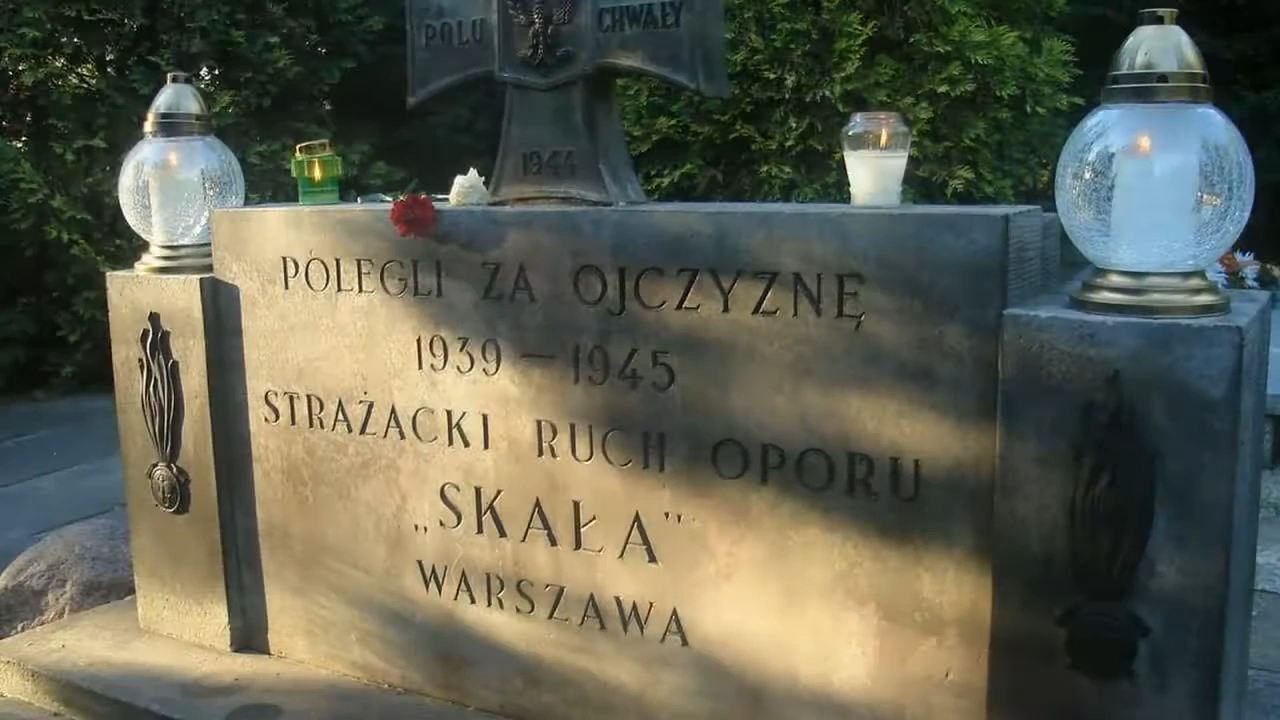 POLU CHWAŁY
1944
POLEGLI ZA OJCZYZNĘ
1939 – 1945
STRAŻACKI RUCH OPORU
„SKAŁA"
WARSZAWA